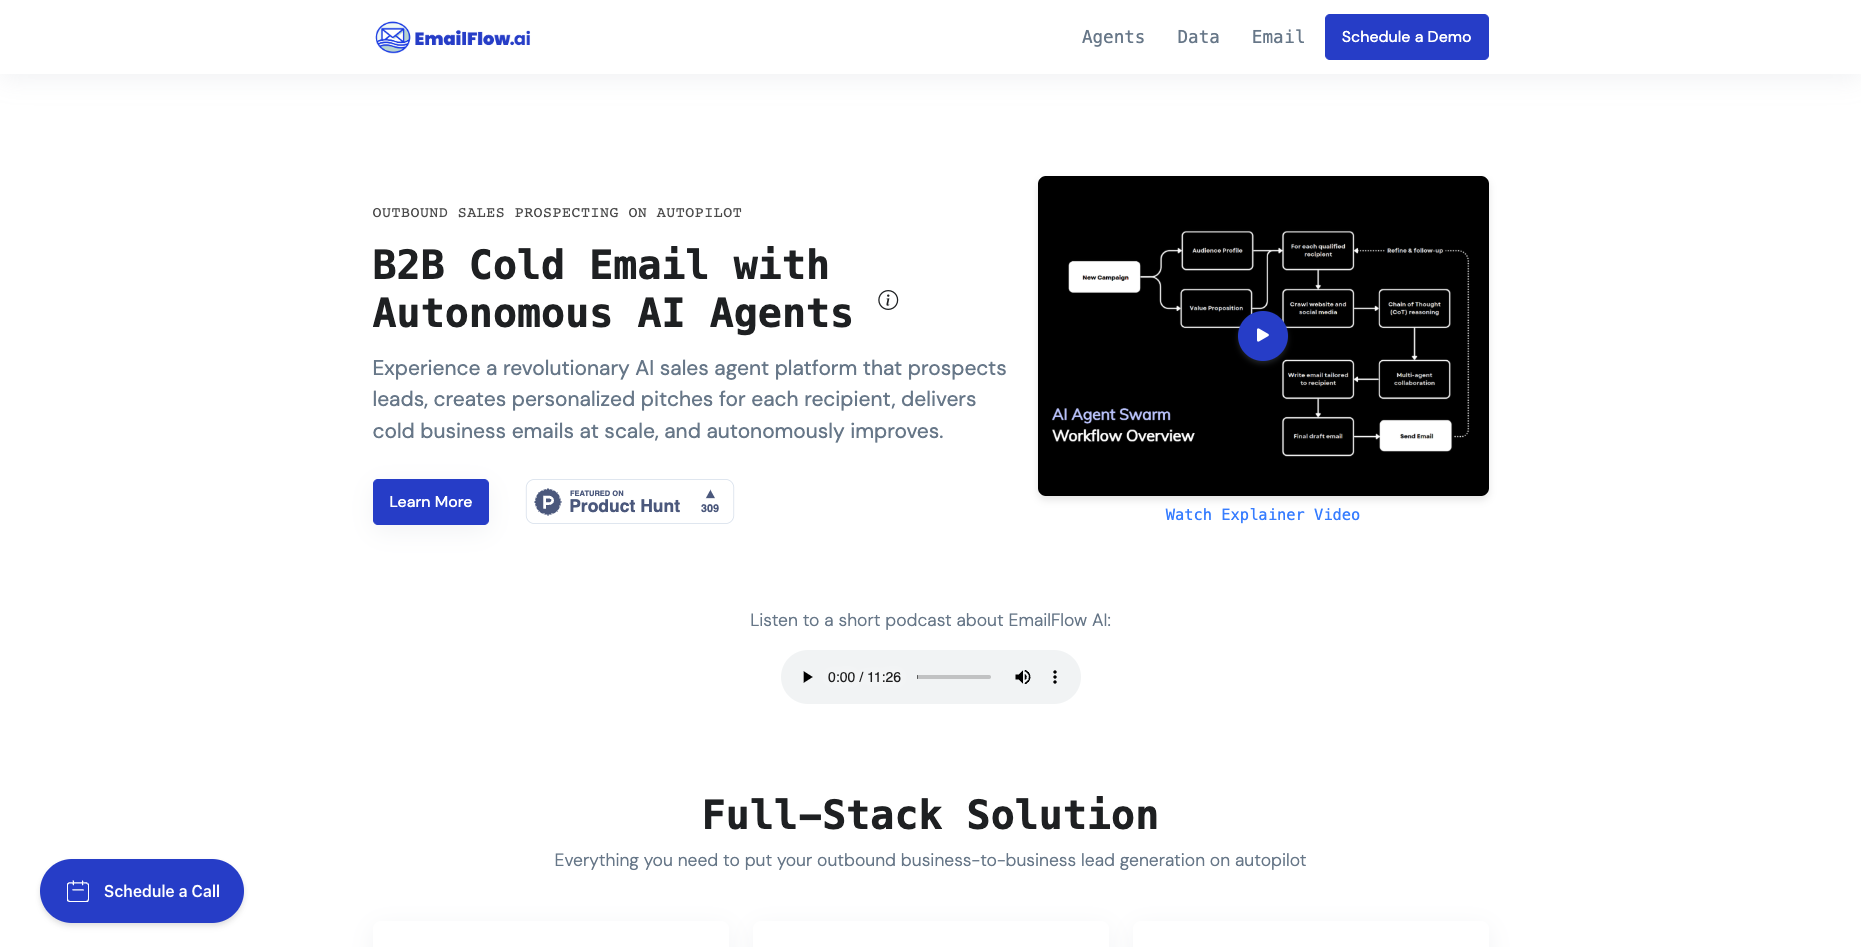 EmailFlow.ai
Agents
Data
Email
Schedule a Demo
OUTBOUND SALES PROSPECTING ON AUTOPILOT
B2B Cold Email with
Autonomous AI Agents
Experience a revolutionary AI sales agent platform that prospects
leads, creates personalized pitches for each recipient, delivers
cold business emails at scale, and autonomously improves.
Learn More
P
FEATURED ON
Product Hunt
▲
309
New Campaign
Audience Profile
Value Proposition
For each qualified
recipient
Refine & follow-up
Crawl website and
social media
Chain of Thought
(CoT) reasoning
Write email tailored
to recipient
Multi-agent
collaboration
Final draft email
Send Email
AI Agent Swarm
Workflow Overview
Watch Explainer Video
Listen to a short podcast about EmailFlow AI:
0:00 / 11:26
Full-Stack Solution
Everything you need to put your outbound business-to-business lead generation on autopilot
Schedule a Call